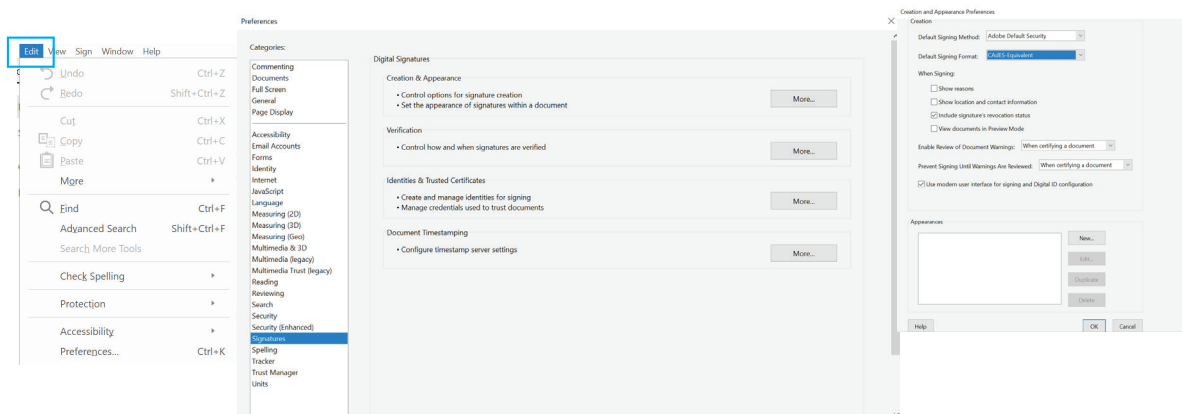 Edit View Sign Window Help
Undo Ctrl+Z
Redo Shift+Ctrl+Z
Cut Ctrl+X
Copy Ctrl+C
Paste Ctrl+V
More
Find Ctrl+F
Advanced Search Shift+Ctrl+F
Search More Tools
Check Spelling
Protection
Accessibility
Preferences... Ctrl+K
Preferences
Categories:
Commenting
Documents
Full Screen
General
Page Display
Accessibility
Email Accounts
Forms
Identity
Internet
JavaScript
Language
Measuring (2D)
Measuring (3D)
Measuring (Geo)
Multimedia & 3D
Multimedia (legacy)
Multimedia Trust (legacy)
Reading
Reviewing
Search
Security
Security (Enhanced)
Signatures
Spelling
Tracker
Trust Manager
Units
Digital Signatures
Creation & Appearance
• Control options for signature creation
• Set the appearance of signatures within a document
More...
Verification
• Control how and when signatures are verified
More...
Identities & Trusted Certificates
• Create and manage identities for signing
• Manage credentials used to trust documents
More...
Document Timestamping
• Configure timestamp server settings
More...
Creation and Appearance Preferences
Creation
Default Signing Method: Adobe Default Security
Default Signing Format: CAdES-Equivalent
When Signing:
Show reasons
Show location and contact information
Include signature's revocation status
View documents in Preview Mode
Enable Review of Document Warnings: When certifying a document
Prevent Signing Until Warnings Are Reviewed: When certifying a document
Use modern user interface for signing and Digital ID configuration
Appearances
New...
Edit...
Duplicate
Delete
Help OK Cancel